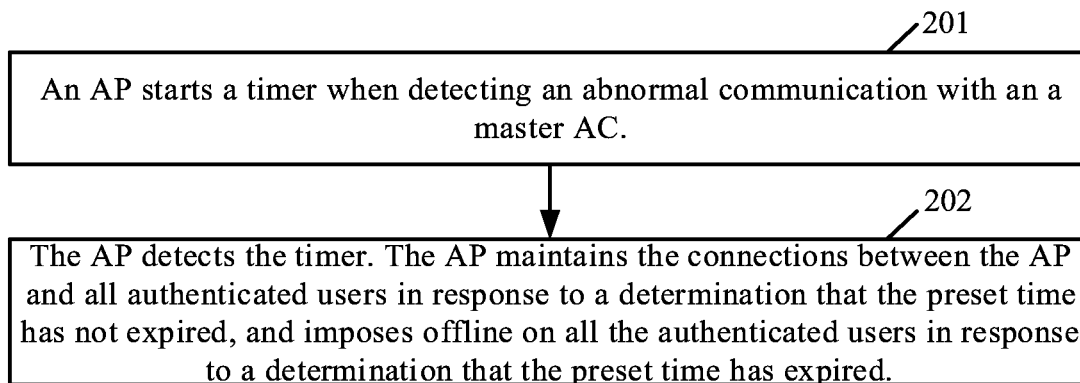 201
An AP starts a timer when detecting an abnormal communication with an a
master AC.
202
The AP detects the timer. The AP maintains the connections between the AP
and all authenticated users in response to a determination that the preset time
has not expired, and imposes offline on all the authenticated users in response
to a determination that the preset time has expired.